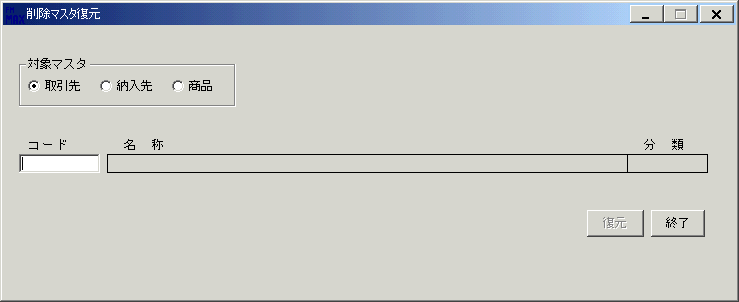 削除マスタ復元
対象マスタ
取引先 納入先 商品
コード 名 称 分 類
復元 終了